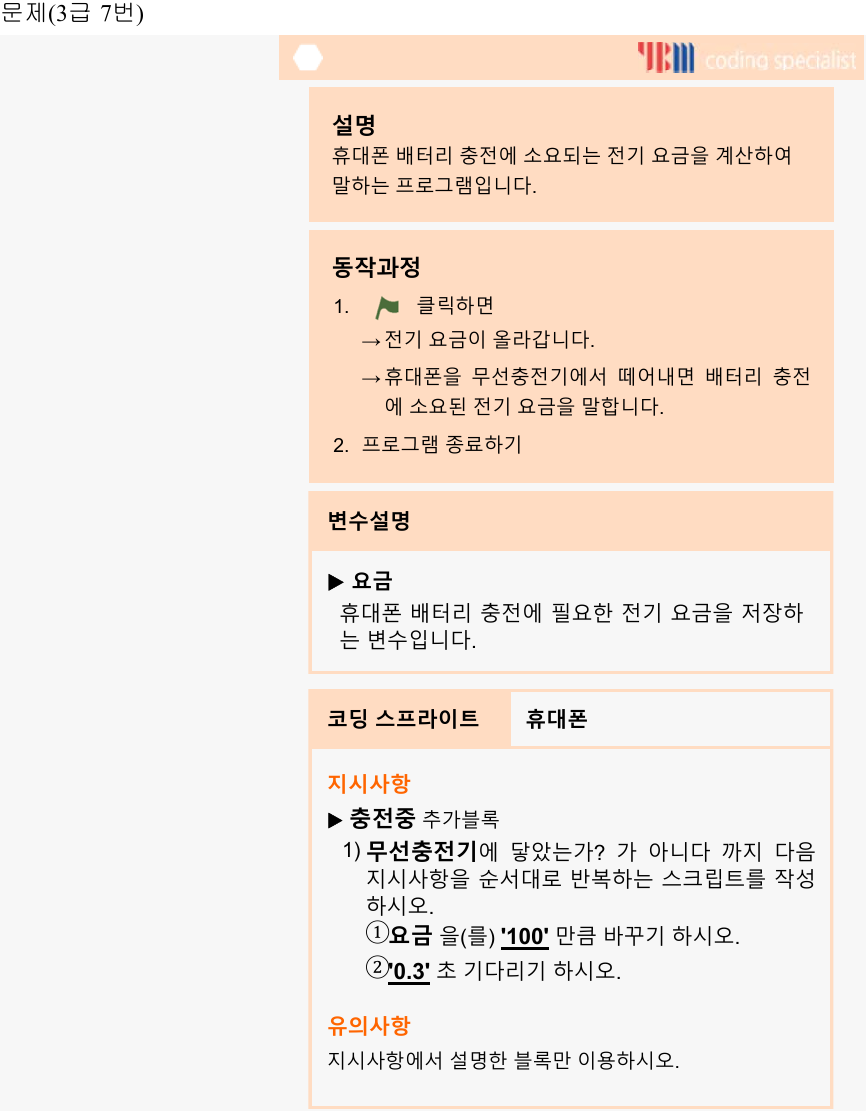 문제(3급 7번)
YBM coding specialist
설명
휴대폰 배터리 충전에 소요되는 전기 요금을 계산하여
말하는 프로그램입니다.
동작과정
1. 클릭하면
→전기 요금이 올라갑니다.
→휴대폰을 무선충전기에서 떼어내면 배터리 충전
에 소요된 전기 요금을 말합니다.
2. 프로그램 종료하기
변수설명
▶ 요금
휴대폰 배터리 충전에 필요한 전기 요금을 저장하
는 변수입니다.
코딩 스프라이트 휴대폰
지시사항
▶ 충전중 추가블록
1) 무선충전기에 닿았는가? 가 아니다 까지 다음
지시사항을 순서대로 반복하는 스크립트를 작성
하시오.
①요금 을(를) '100' 만큼 바꾸기 하시오.
②'0.3' 초 기다리기 하시오.
유의사항
지시사항에서 설명한 블록만 이용하시오.